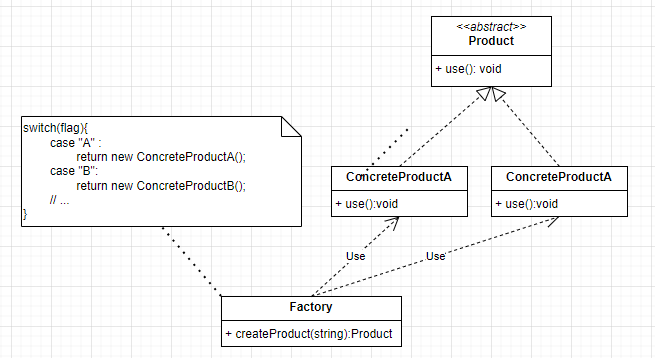 <<abstract>>
Product
+ use(): void
switch(flag){
case "A" :
return new ConcreteProductA();
case "B":
return new ConcreteProductB();
// ...
}
ConcreteProductA
+ use():void
ConcreteProductA
+ use():void
Use
Use
Factory
+ createProduct(string):Product